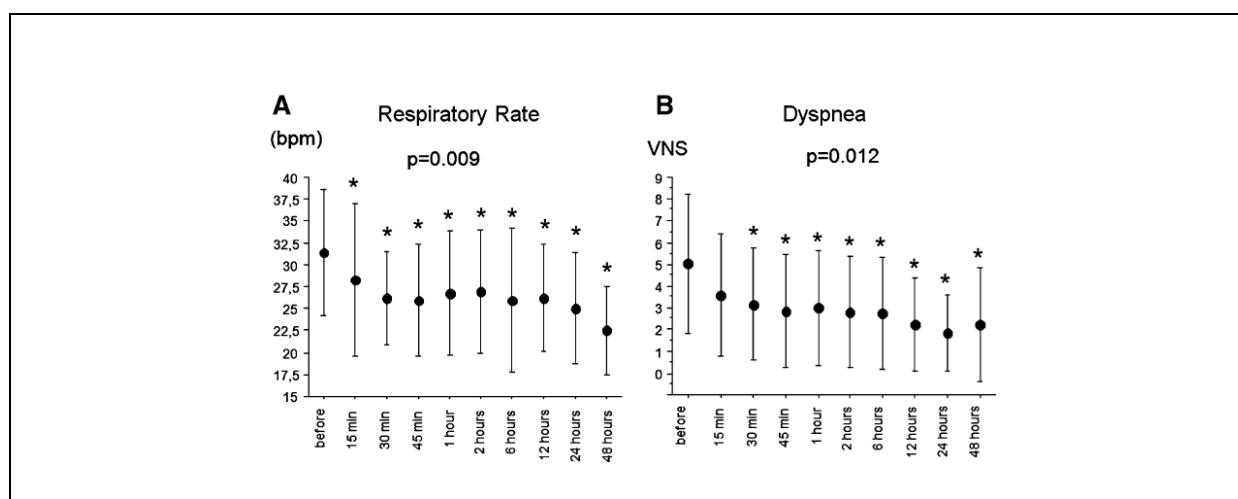 A
Respiratory Rate
(bpm)
p=0.009
40
*
37,5
35
* * * * * * *
32,5
30
*
27,5
25
22,5
20
17,5
15
before
15 min
30 min
45 min
1 hour
2 hours
6 hours
12 hours
24 hours
48 hours
B
Dyspnea
VNS
p=0.012
9
8
7
* * * * *
6
*
5
* *
4
3
2
1
0
before
15 min
30 min
45 min
1 hour
2 hours
6 hours
12 hours
24 hours
48 hours